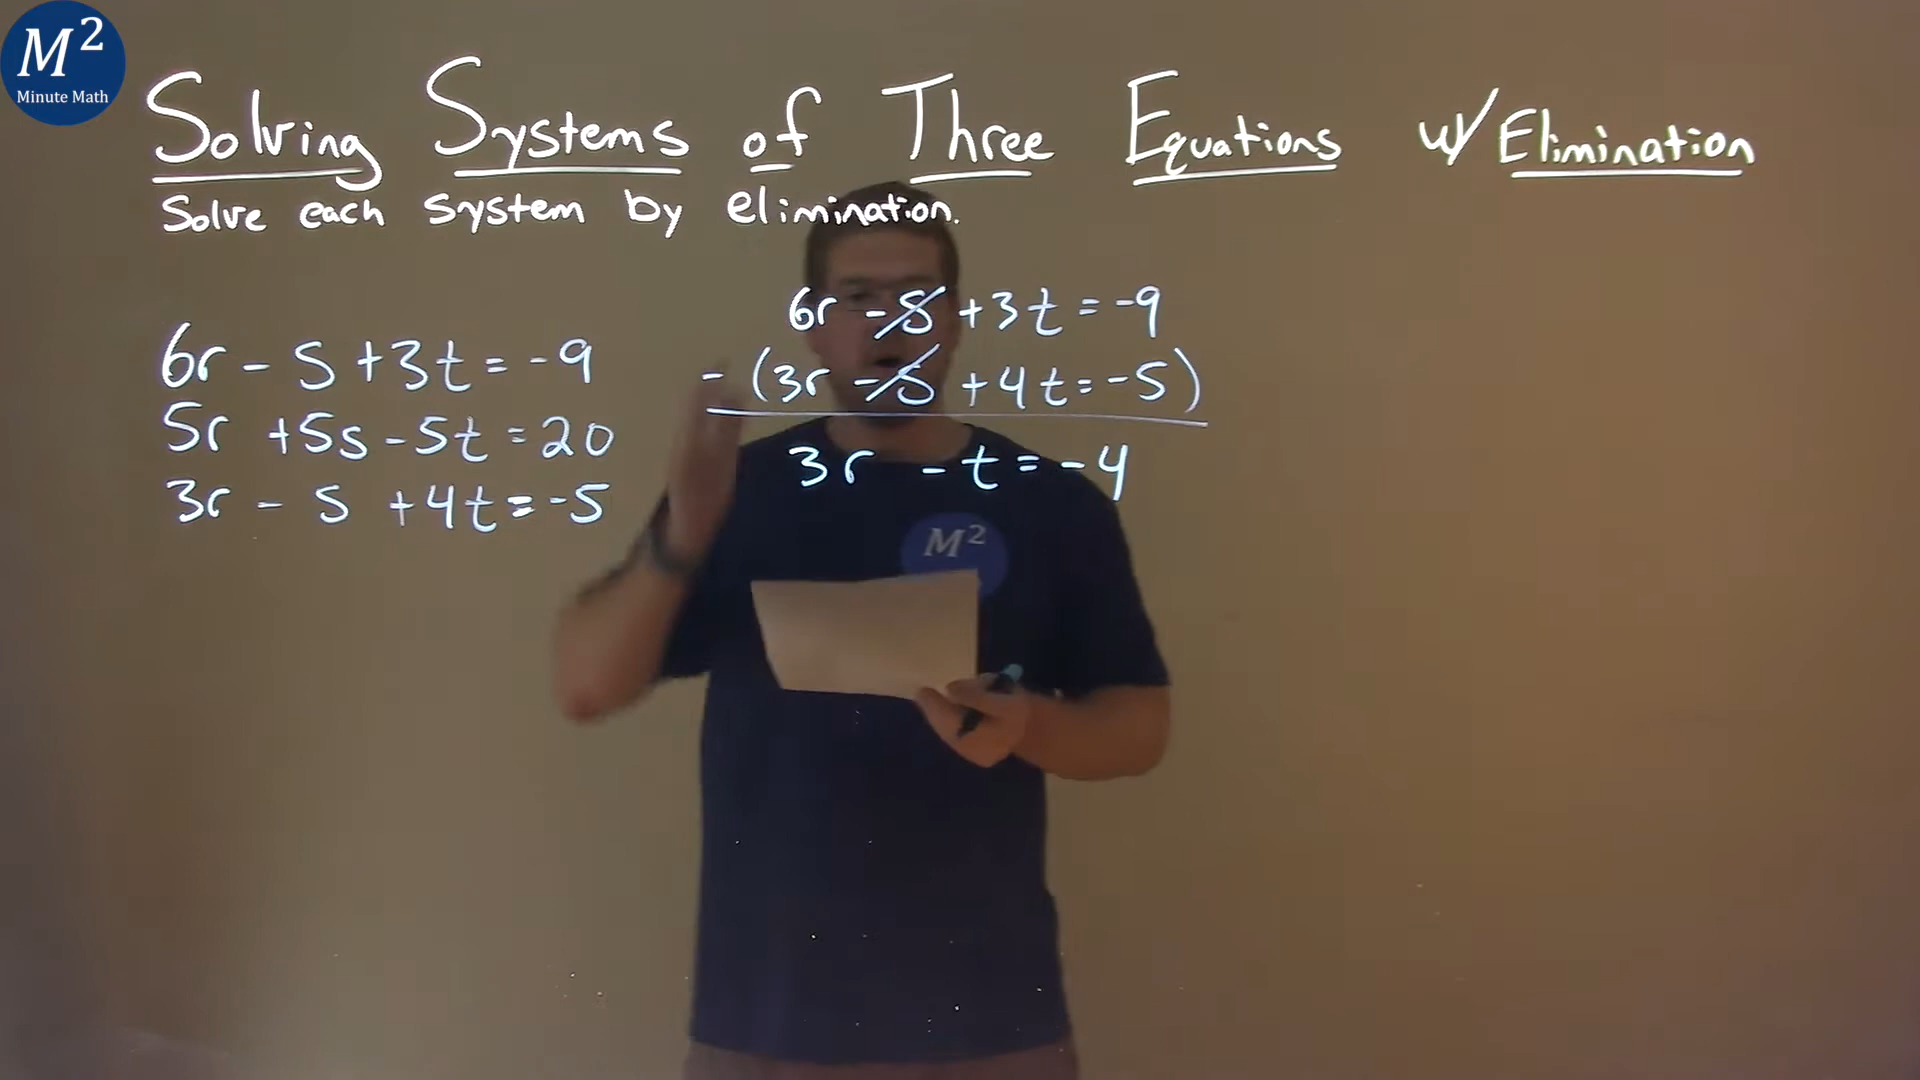 M²
Minute Math
Solving Systems of Three Equations w/ Elimination
Solve each system by elimination.
6r - s + 3t = -9
5r + 5s - 5t = 20
3r - s + 4t = -5
6r - s + 3t = -9
- (3r - s + 4t = -5)
3r - t = -4
M²